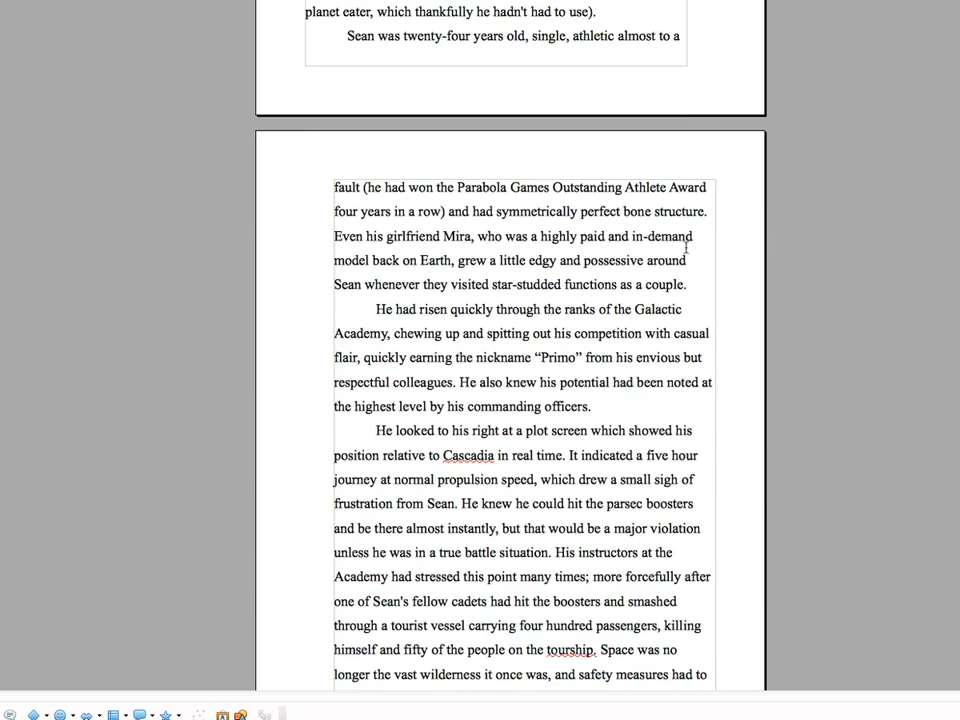 planet eater, which thankfully he hadn't had to use).
Sean was twenty-four years old, single, athletic almost to a
fault (he had won the Parabola Games Outstanding Athlete Award
four years in a row) and had symmetrically perfect bone structure.
Even his girlfriend Mira, who was a highly paid and in-demand
model back on Earth, grew a little edgy and possessive around
Sean whenever they visited star-studded functions as a couple.
He had risen quickly through the ranks of the Galactic
Academy, chewing up and spitting out his competition with casual
flair, quickly earning the nickname “Primo” from his envious but
respectful colleagues. He also knew his potential had been noted at
the highest level by his commanding officers.
He looked to his right at a plot screen which showed his
position relative to Cascadia in real time. It indicated a five hour
journey at normal propulsion speed, which drew a small sigh of
frustration from Sean. He knew he could hit the parsec boosters
and be there almost instantly, but that would be a major violation
unless he was in a true battle situation. His instructors at the
Academy had stressed this point many times; more forcefully after
one of Sean's fellow cadets had hit the boosters and smashed
through a tourist vessel carrying four hundred passengers, killing
himself and fifty of the people on the tourship. Space was no
longer the vast wilderness it once was, and safety measures had to